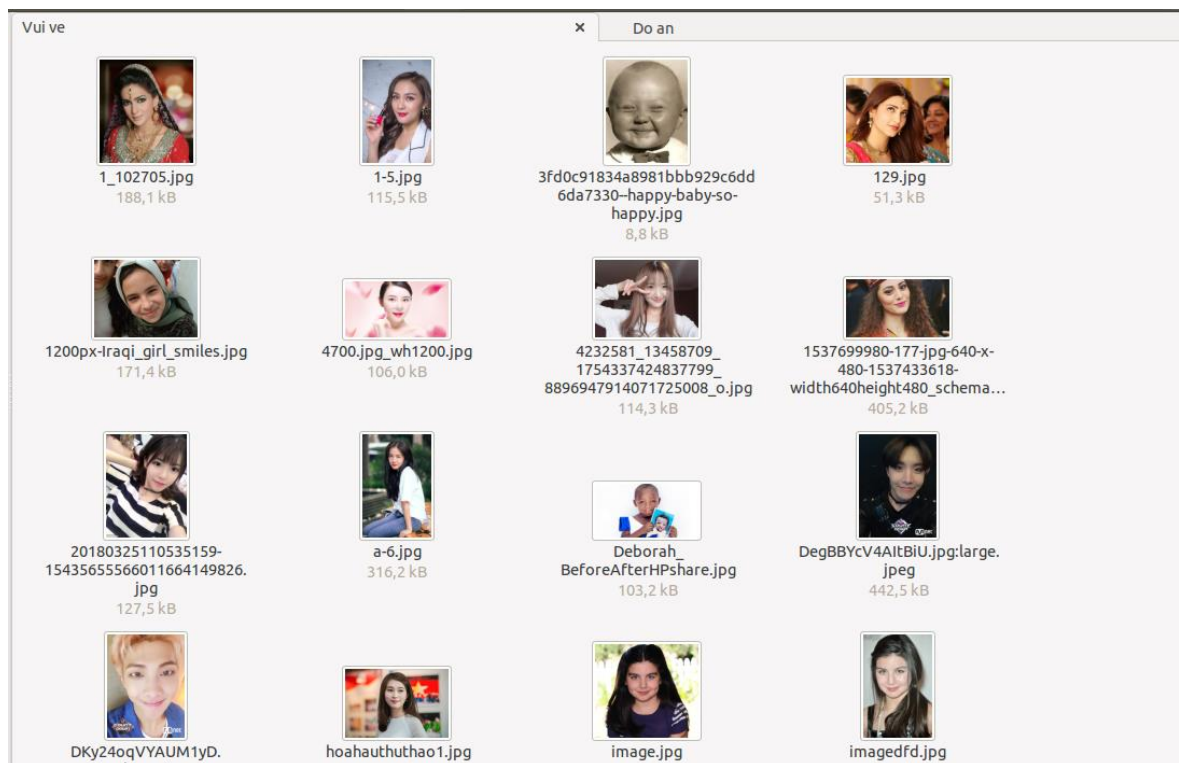 Vui ve
Do an
1_102705.jpg
188,1 kB
1-5.jpg
115,5 kB
3fd0c91834a8981bbb929c6dd
6da7330--happy-baby-so-
happy.jpg
8,8 kB
129.jpg
51,3 kB
1200px-Iraqi_girl_smiles.jpg
171,4 kB
4700.jpg_wh1200.jpg
106,0 kB
4232581_13458709_
1754337424837799_
8896947914071725008_o.jpg
114,3 kB
1537699980-177-jpg-640-x-
480-1537433618-
width640height480_schema...
405,2 kB
20180325110535159-
15435655566011664149826.
jpg
127,5 kB
a-6.jpg
316,2 kB
Deborah_
BeforeAfterHPshare.jpg
103,2 kB
DegBBYcV4AItBiU.jpg:large.
jpeg
442,5 kB
DKy24oqVYAUM1yD.
hoahauthuthao1.jpg
image.jpg
imagedfd.jpg